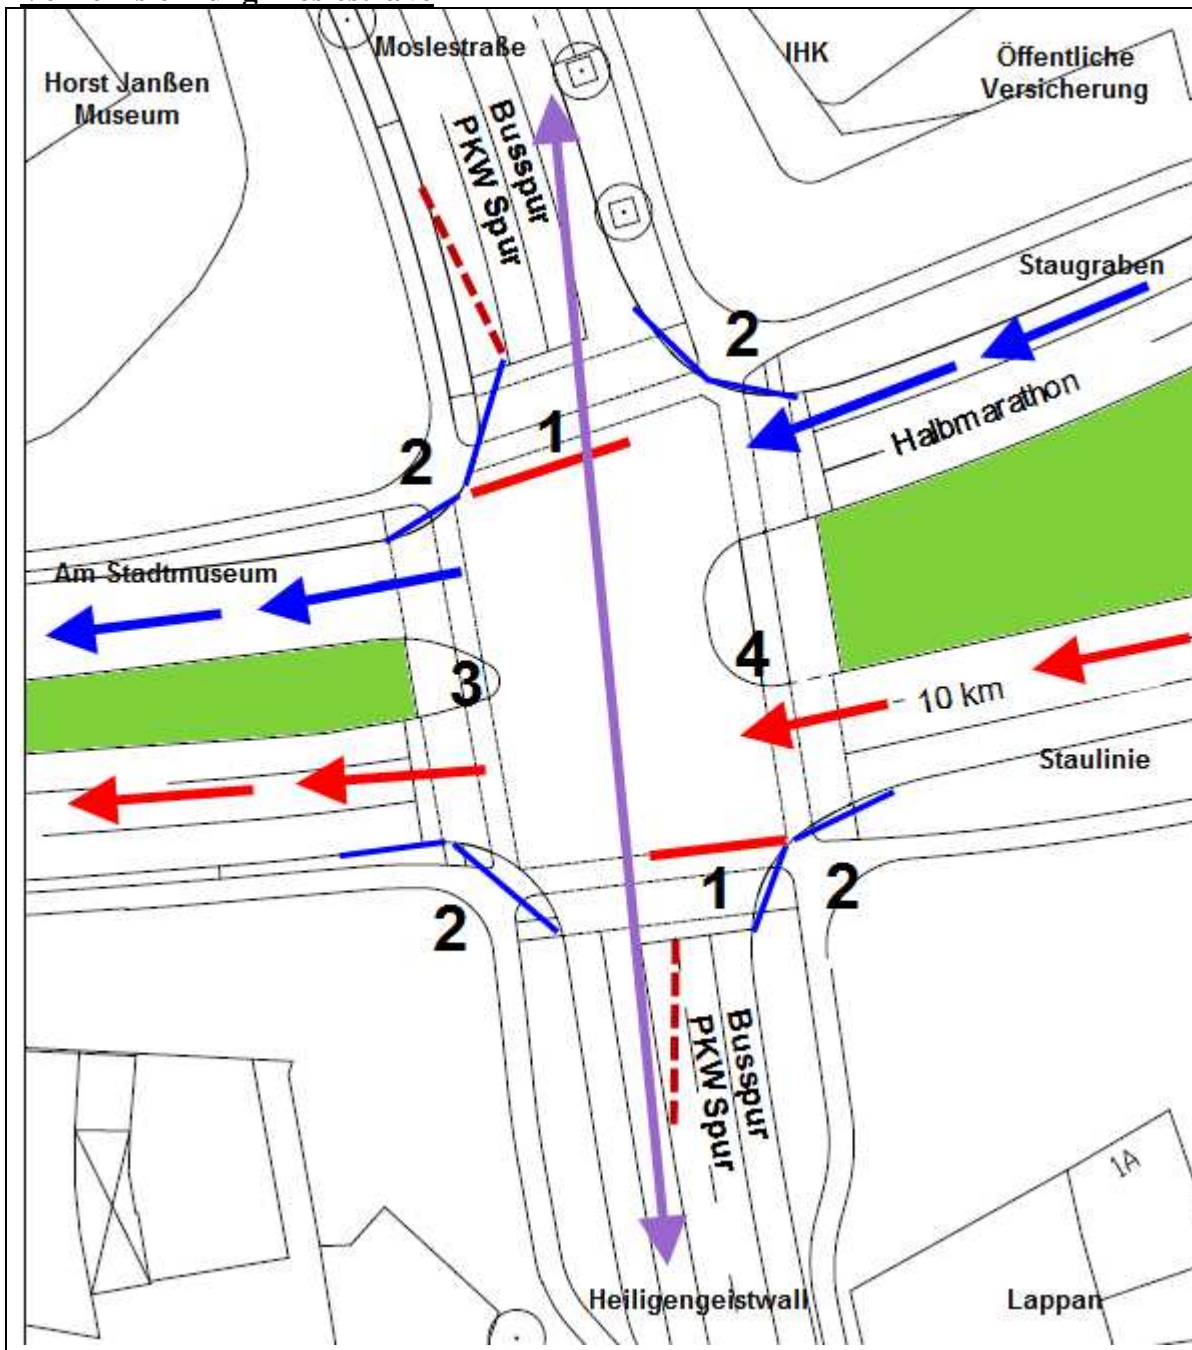 Moslestraße
IHK
Öffentliche
Versicherung
Horst Janßen
Museum
Busspur
PKW Spur
Staugraben
2
Halbmarathon
1
2
Am Stadtmuseum
4
3
10 km
Staulinie
1
2
2
Busspur
PKW Spur
1A
Heiligengeistwall
Lappan